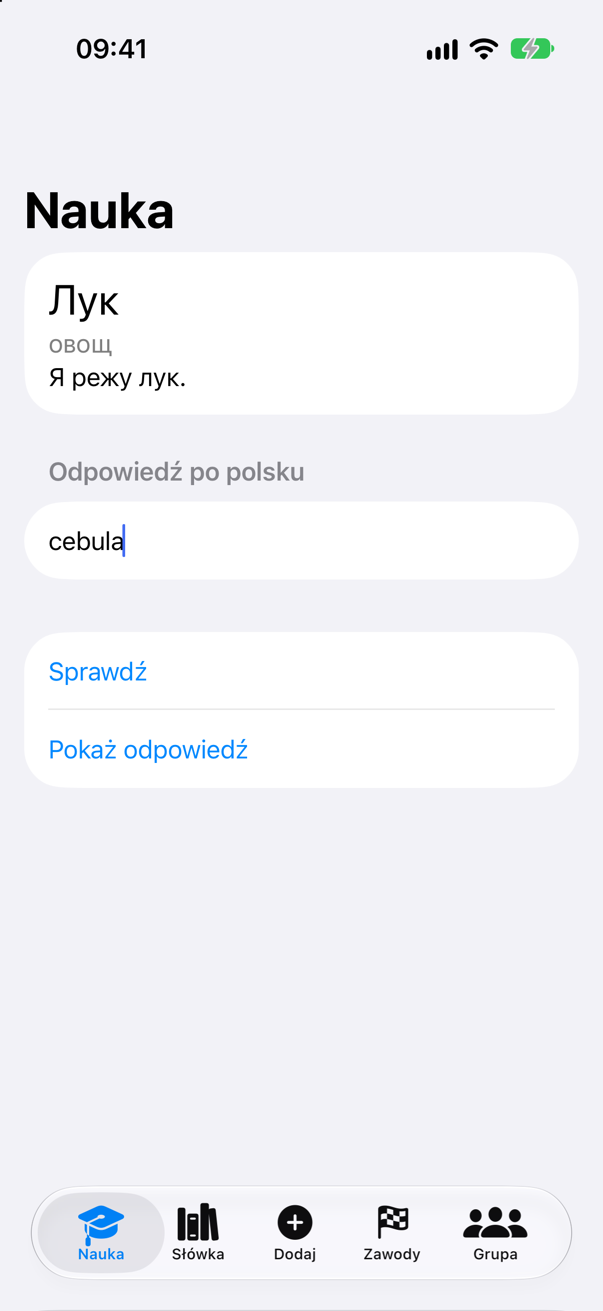 09:41
Nauka
Лук
овощ
Я режу лук.
Odpowiedź po polsku
cebula
Sprawdź
Pokaż odpowiedź
Nauka
Słówka
Dodaj
Zawody
Grupa